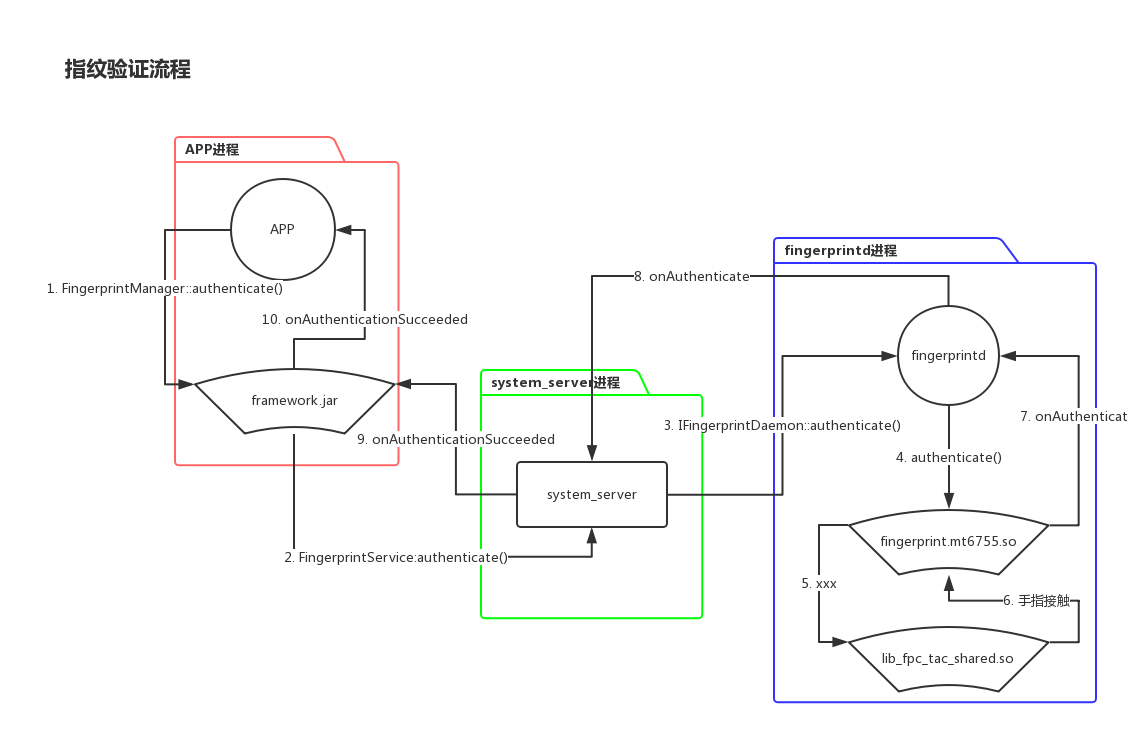 指纹验证流程
APP进程
APP
1. FingerprintManager::authenticate()
10. onAuthenticationSucceeded
framework.jar
9. onAuthenticationSucceeded
2. FingerprintService:authenticate()
system_server进程
system_server
8. onAuthenticate
3. IFingerprintDaemon::authenticate()
fingerprintd进程
fingerprintd
7. onAuthenticat
4. authenticate()
fingerprint.mt6755.so
5. xxx
6. 手指接触
lib_fpc_tac_shared.so